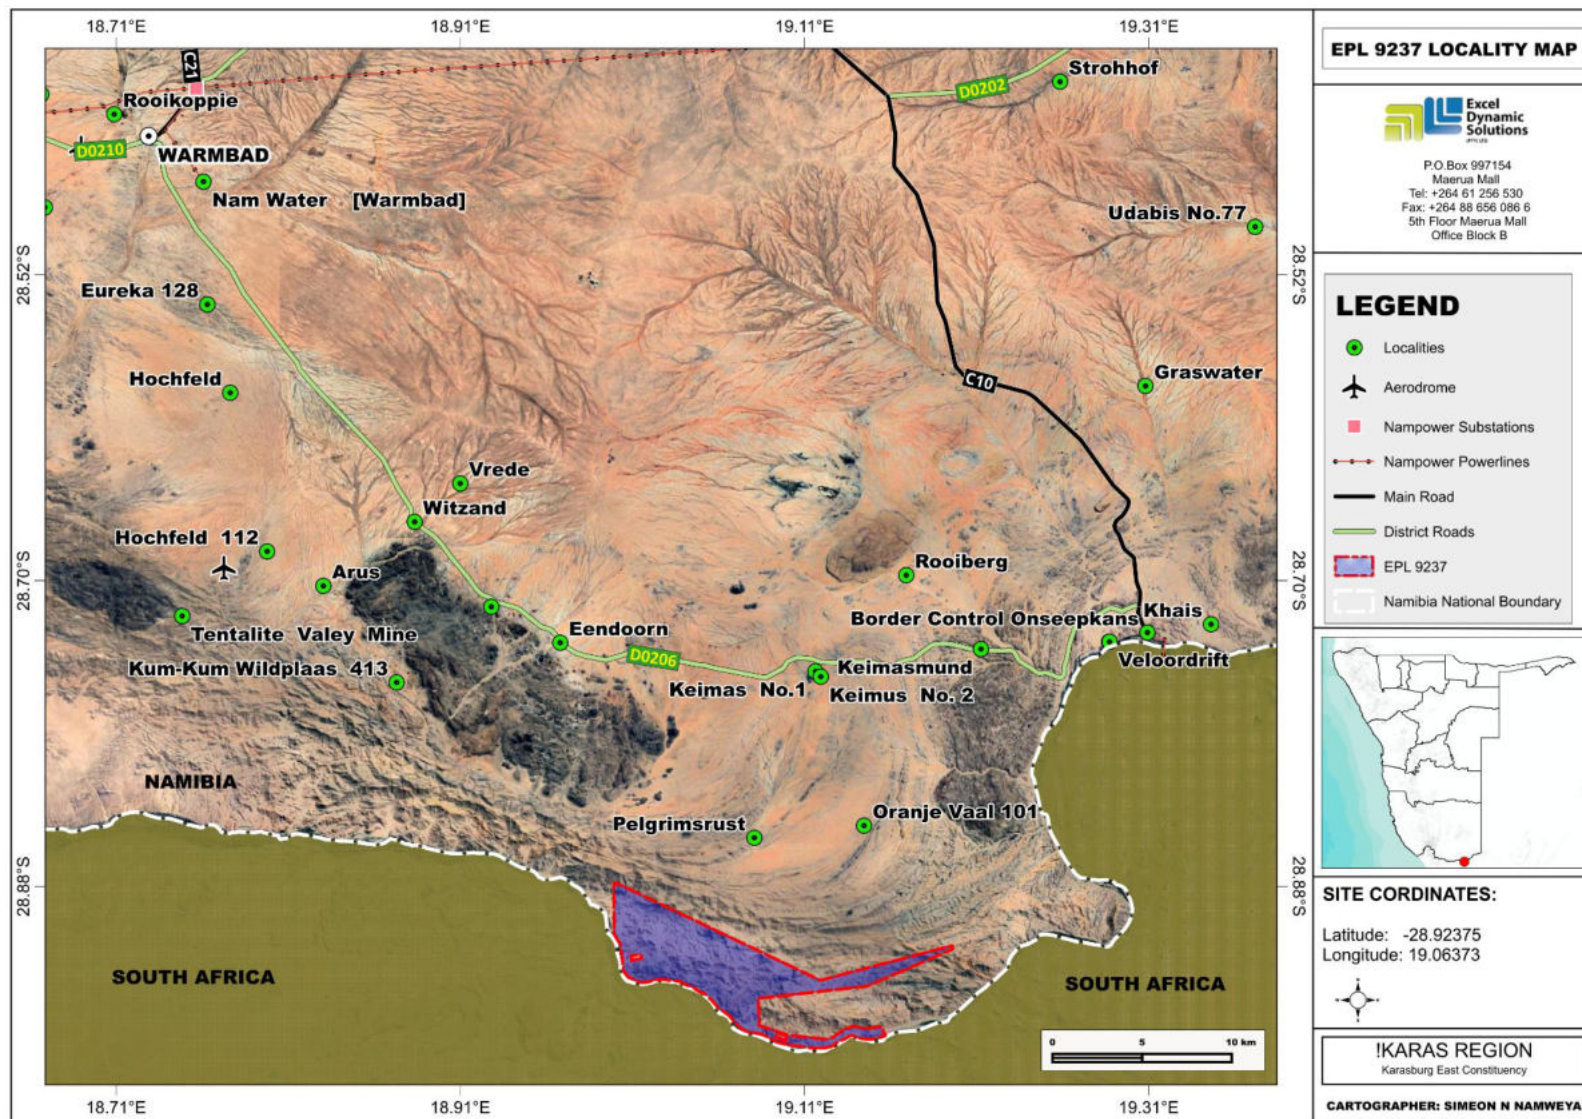 18.71°E
18.91°E
19.11°E
19.31°E
C21
Strohhof
D0202
Rooikoppie
D0210
WARMBAD
Nam Water [Warmbad]
Udabis No.77
28.52°S
28.52°S
Eureka 128
Hochfeld
C10
Graswater
Vrede
Witzand
Hochfeld 112
Arus
Rooiberg
28.70°S
28.70°S
Border Control Onseepkans
Khais
Tentalite Valey Mine
Eendoorn
D0206
Veloordrift
Kum-Kum Wildplaas 413
Keimasmund
Keimas No.1
Keimus No. 2
NAMIBIA
Pelgrimsrust
Oranje Vaal 101
28.88°S
28.88°S
SOUTH AFRICA
SOUTH AFRICA
0 5 10 km
18.71°E
18.91°E
19.11°E
19.31°E
EPL 9237 LOCALITY MAP
Excel
Dynamic
Solutions
(PTY) LTD
P.O.Box 997154
Maerua Mall
Tel: +264 61 256 530
Fax: +264 88 656 086 6
5th Floor Maerua Mall
Office Block B
LEGEND
Localities
Aerodrome
Nampower Substations
Nampower Powerlines
Main Road
District Roads
EPL 9237
Namibia National Boundary
SITE CORDINATES:
Latitude: -28.92375
Longitude: 19.06373
!KARAS REGION
Karasburg East Constituency
CARTOGRAPHER: SIMEON N NAMWEYA